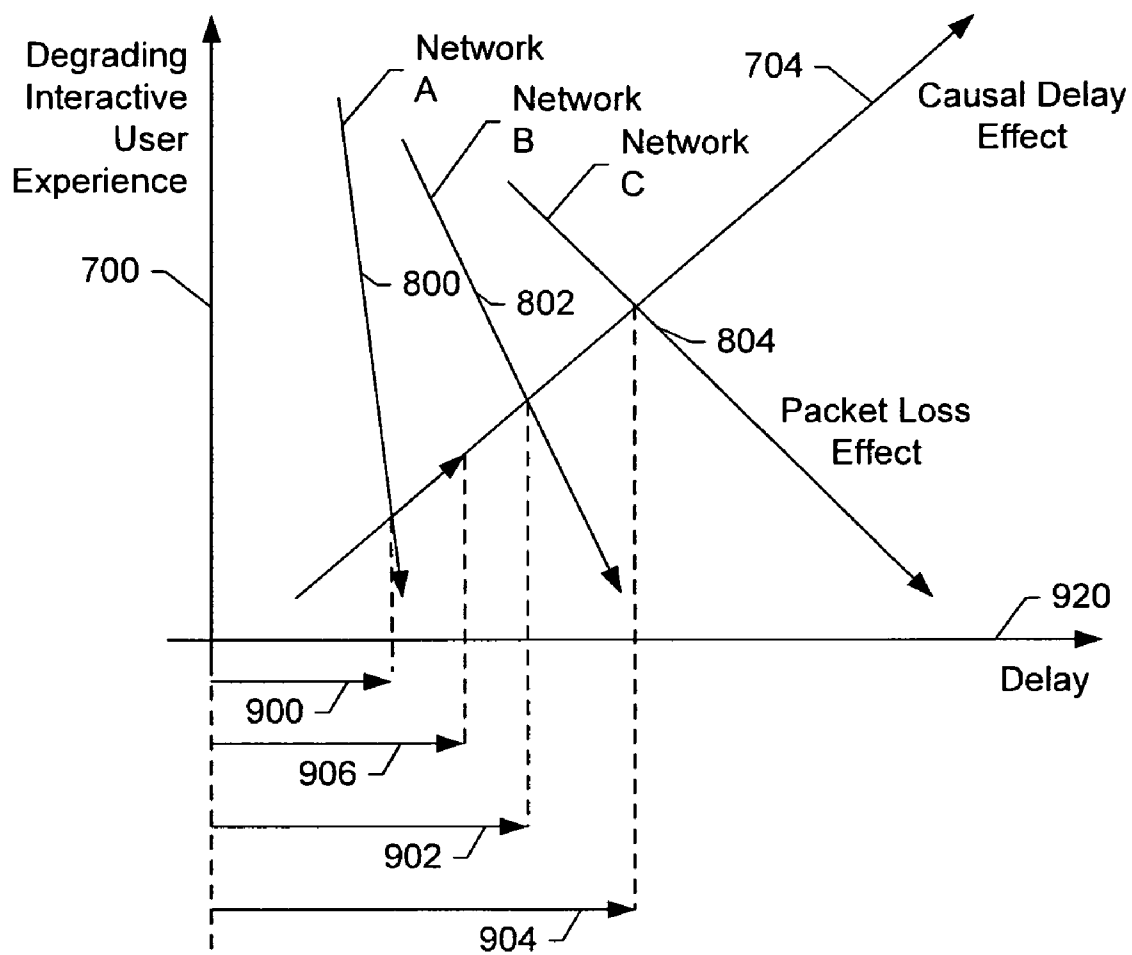 Degrading
Interactive
User
Experience
Network
A
Network
B
Network
C
704
Causal Delay
Effect
700
800
802
804
Packet Loss
Effect
920
Delay
900
906
902
904